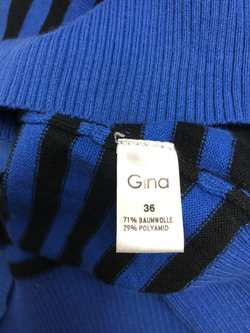 Gina
36
71% BAUMWOLLE
29% POLYAMID